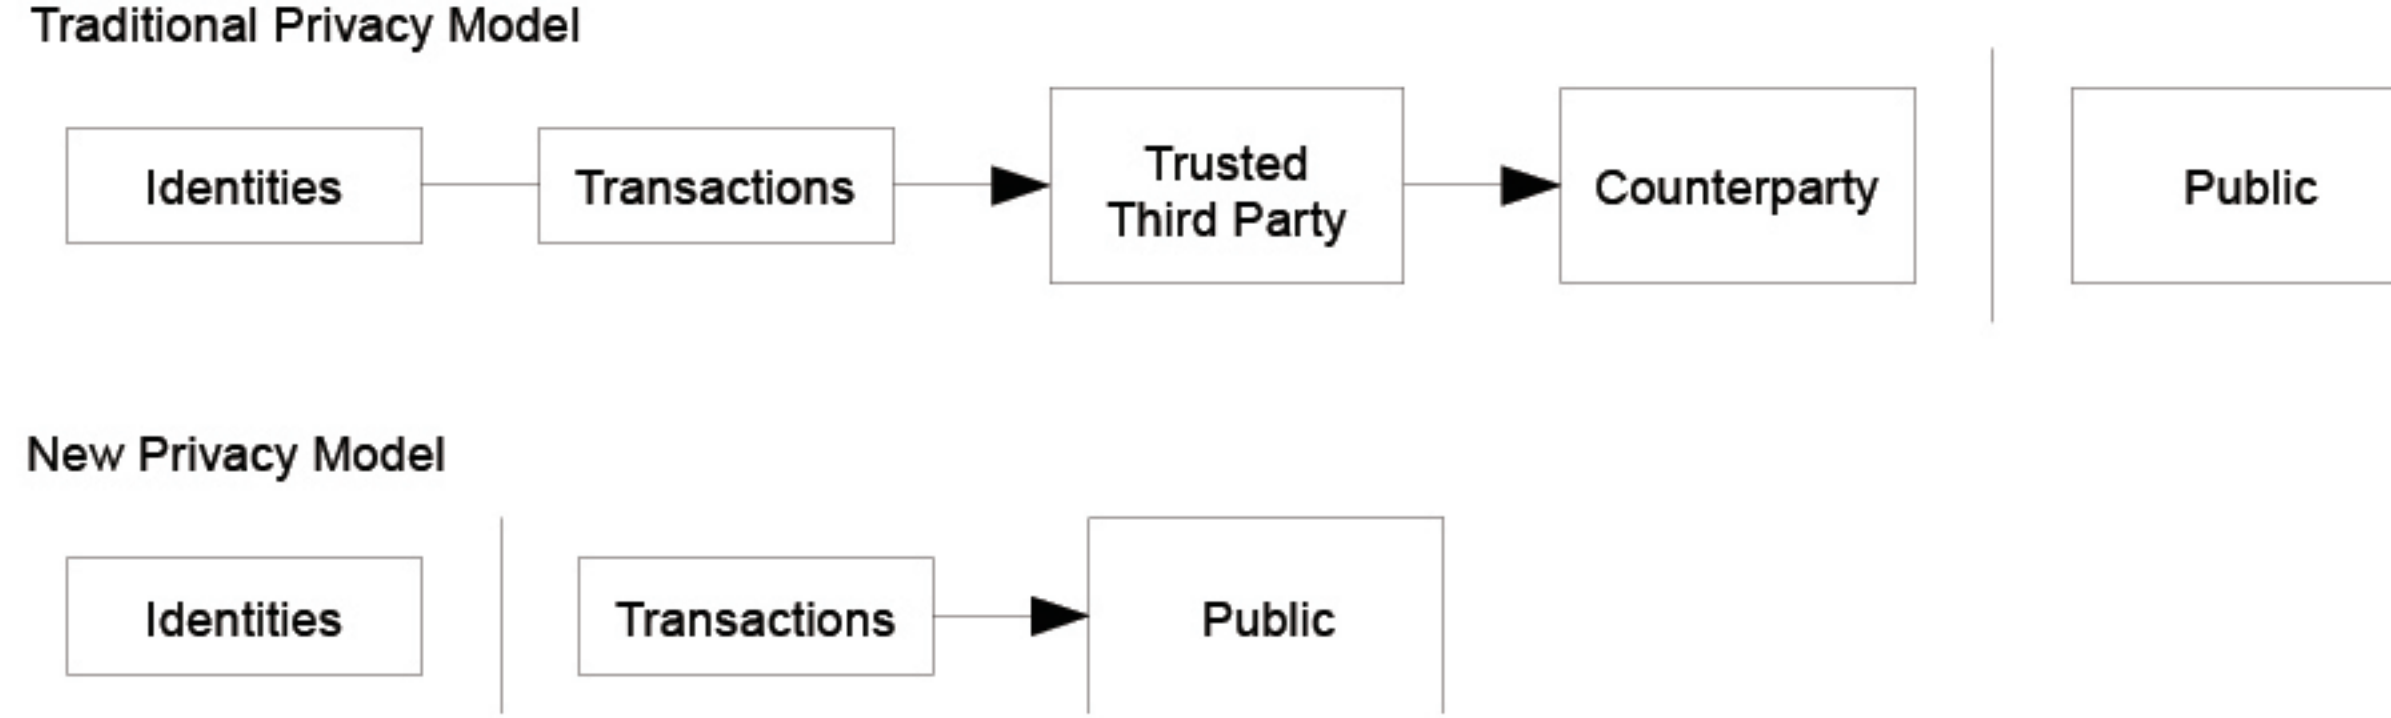 Traditional Privacy Model
Identities
Transactions
Trusted
Third Party
Counterparty
Public
New Privacy Model
Identities
Transactions
Public